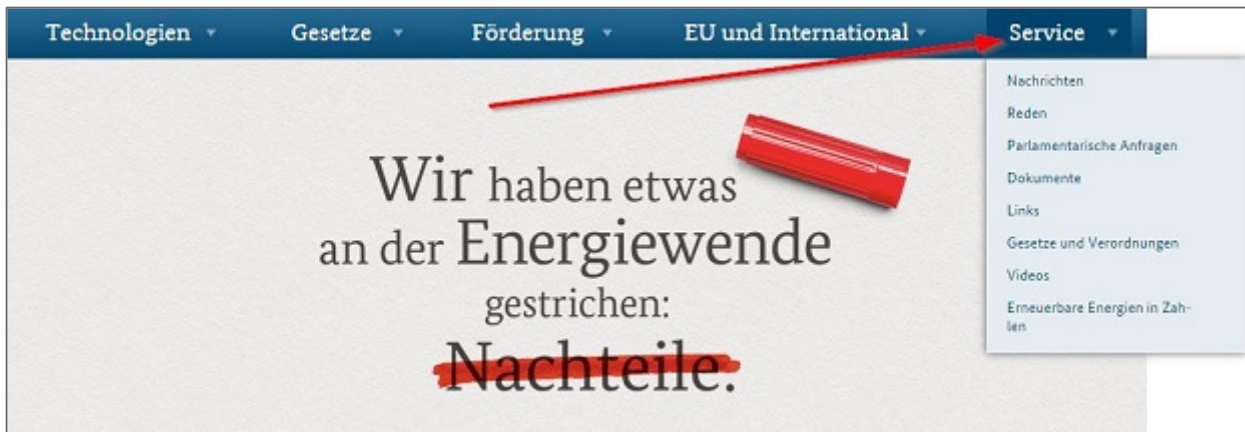 Technologien Gesetze Förderung EU und International Service
Nachrichten
Reden
Parlamentarische Anfragen
Dokumente
Links
Gesetze und Verordnungen
Videos
Erneuerbare Energien in Zah-
len
Wir haben etwas
an der Energiewende
gestrichen:
Nachteile.